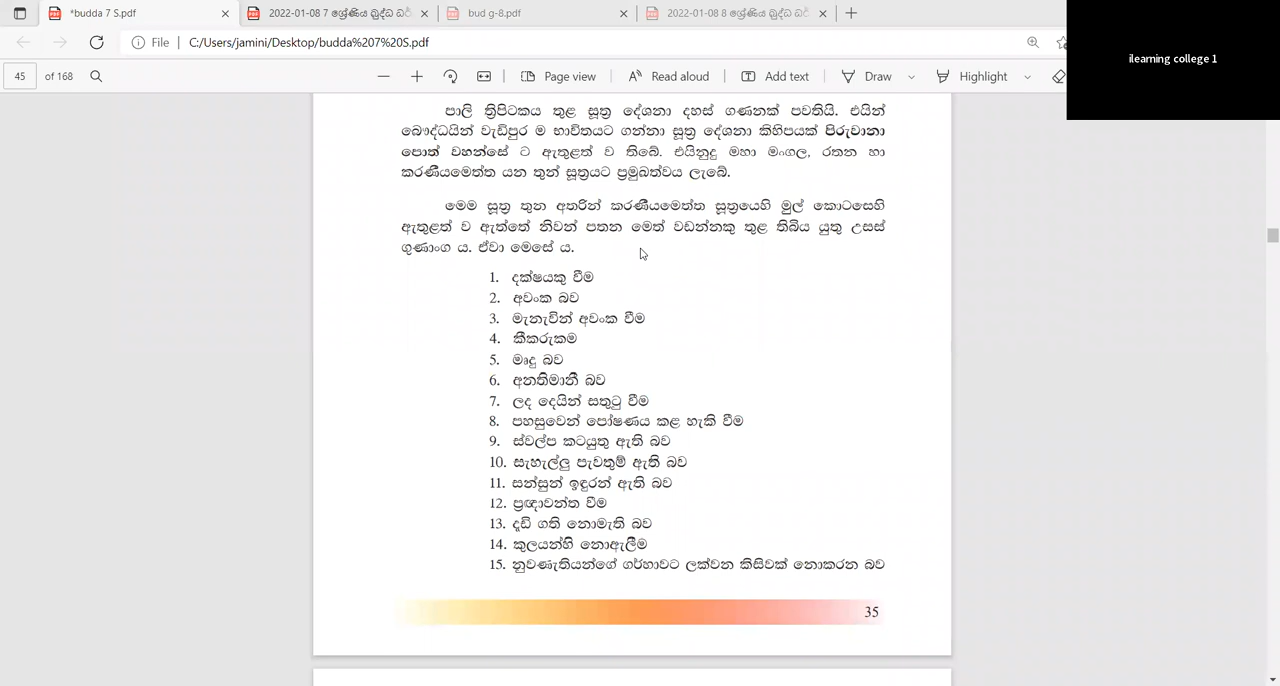 *budda 7 S.pdf
2022-01-08 7 ශ්‍රේණිය බුද්ධ ධර්
bud g-8.pdf
2022-01-08 8 ශ්‍රේණිය බුද්ධ ධර්
File C:/Users/jamini/Desktop/budda%207%20S.pdf
ilearning college 1
45 of 168 Page view Read aloud Add text Draw Highlight
පාලි ත්‍රිපිටකය තුළ සූත්‍ර දේශනා දහස් ගණනක් පවතියි. එයින්
බෞද්ධයින් වැඩිපුර ම භාවිතයට ගන්නා සූත්‍ර දේශනා කිහිපයක් පිරුවානා
පොත් වහන්සේ ට ඇතුළත් ව තිබේ. එයිනුදු මහා මංගල, රතන හා
කරණීයමෙත්ත යන තුන් සූත්‍රයට ප්‍රමුඛත්වය ලැබේ.
මෙම සූත්‍ර තුන අතරින් කරණීයමෙත්ත සූත්‍රයෙහි මුල් කොටසෙහි
ඇතුළත් ව ඇත්තේ නිවන් පතන මෙත් වඩන්නකු තුළ තිබිය යුතු උසස්
ගුණාංග ය. ඒවා මෙසේ ය.
1. දක්ෂයකු වීම
2. අවංක බව
3. මැනැවින් අවංක වීම
4. කීකරුකම
5. මෘදු බව
6. අනතිමානී බව
7. ලද දෙයින් සතුටු වීම
8. පහසුවෙන් පෝෂණය කළ හැකි වීම
9. ස්වල්ප කටයුතු ඇති බව
10. සැහැල්ලු පැවතුම් ඇති බව
11. සන්සුන් ඉඳුරන් ඇති බව
12. ප්‍රඥාවන්ත වීම
13. දැඩි ගති නොමැති බව
14. කුලයන්හි නොඇලීම
15. නුවණැතියන්ගේ ගර්හාවට ලක්වන කිසිවක් නොකරන බව
35